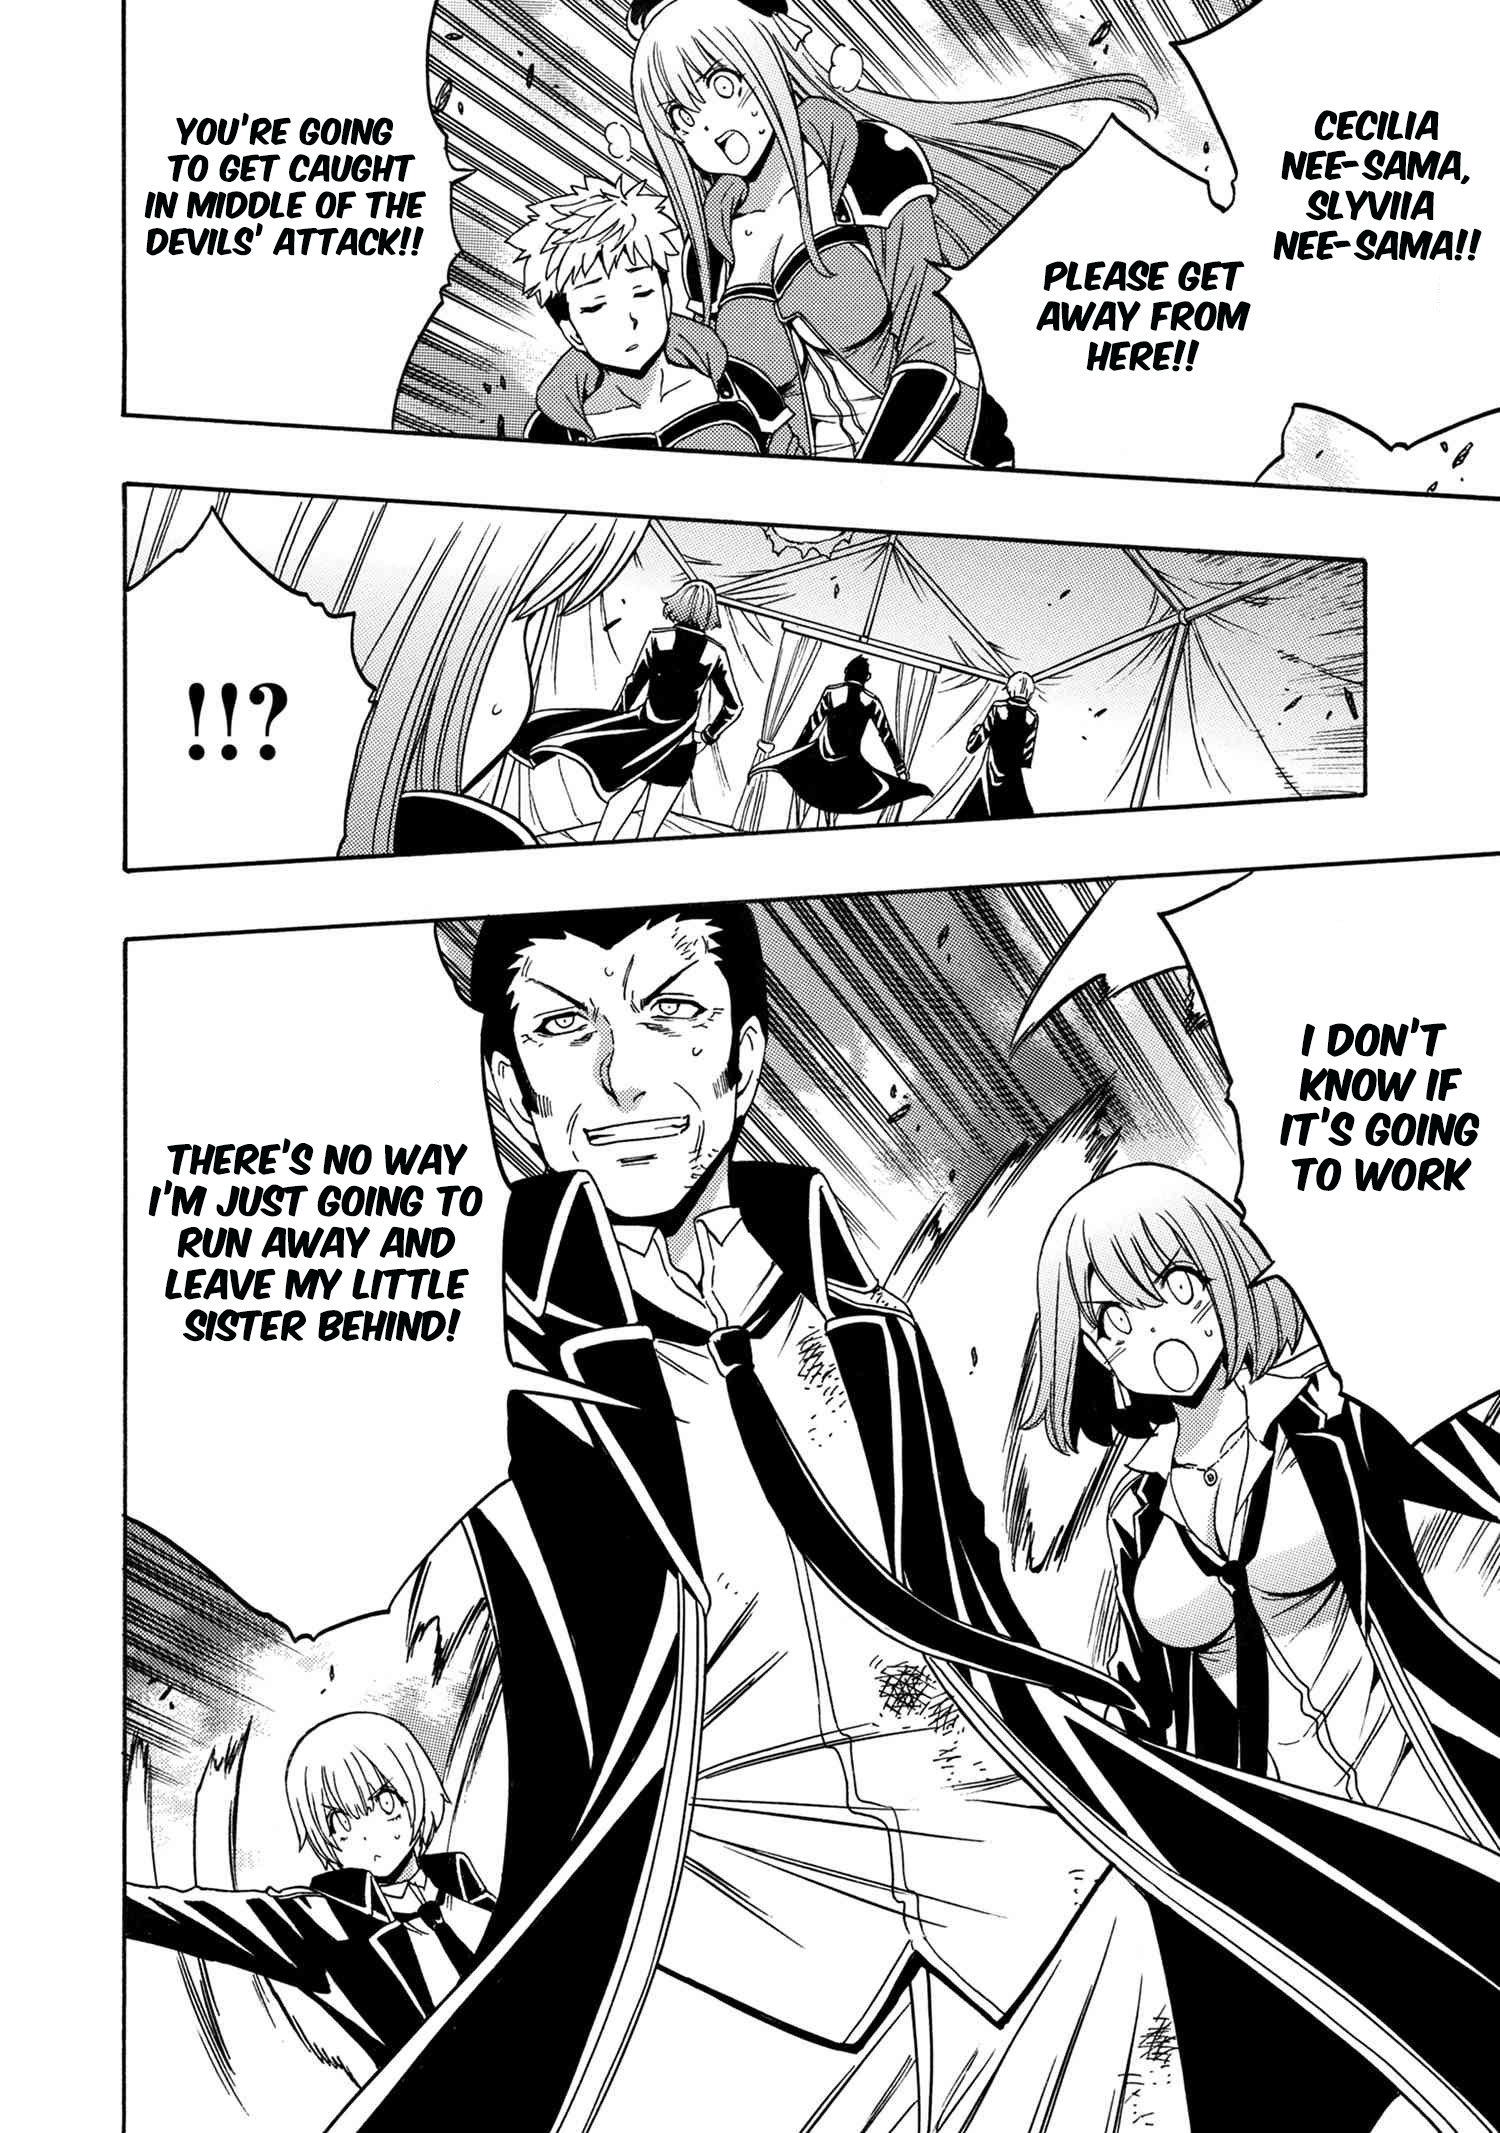 CECILIA
NEE-SAMA,
SLYVIIA
NEE-SAMA!!
PLEASE GET
AWAY FROM
HERE!!
YOU'RE GOING
TO GET CAUGHT
IN MIDDLE OF THE
DEVILS' ATTACK!!
!!?
I DON'T
KNOW IF
IT'S GOING
TO WORK
THERE'S NO WAY
I'M JUST GOING TO
RUN AWAY AND
LEAVE MY LITTLE
SISTER BEHIND!